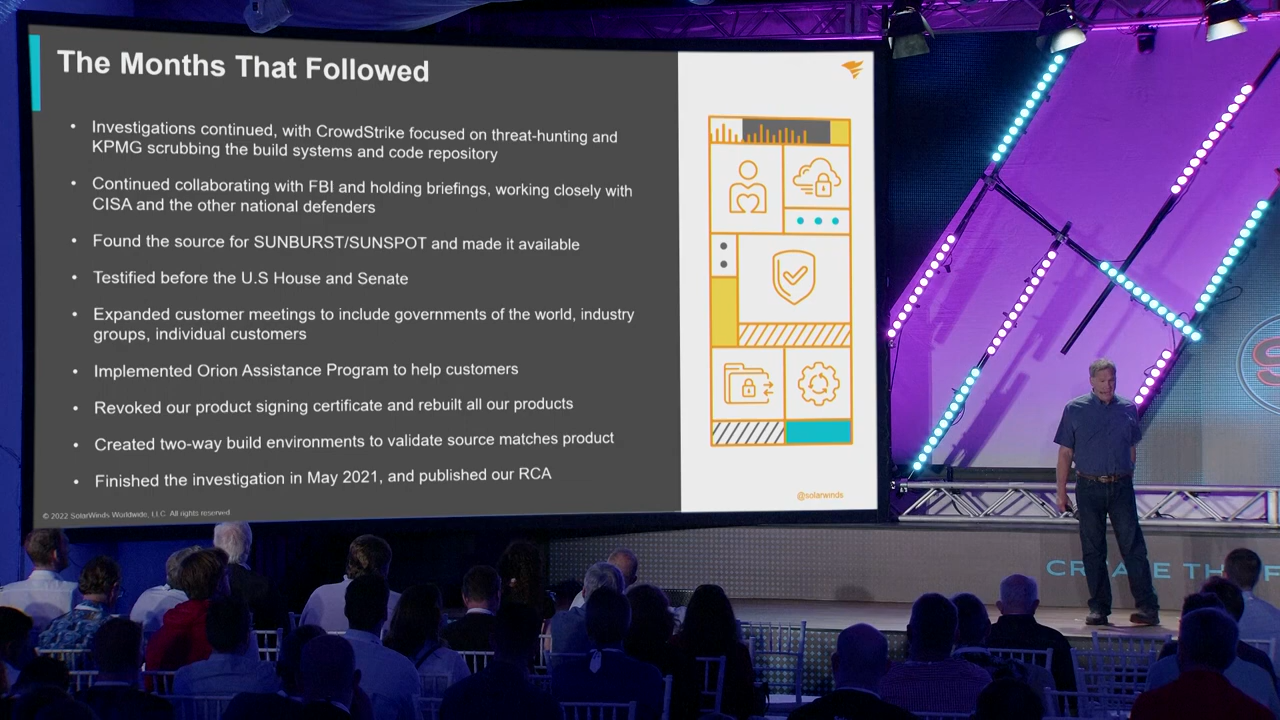 The Months That Followed
• Investigations continued, with CrowdStrike focused on threat-hunting and
KPMG scrubbing the build systems and code repository
• Continued collaborating with FBI and holding briefings, working closely with
CISA and the other national defenders
• Found the source for SUNBURST/SUNSPOT and made it available
• Testified before the U.S House and Senate
• Expanded customer meetings to include governments of the world, industry
groups, individual customers
• Implemented Orion Assistance Program to help customers
• Revoked our product signing certificate and rebuilt all our products
• Created two-way build environments to validate source matches product
• Finished the investigation in May 2021, and published our RCA
@solarwinds
© 2022 SolarWinds Worldwide, LLC. All rights reserved